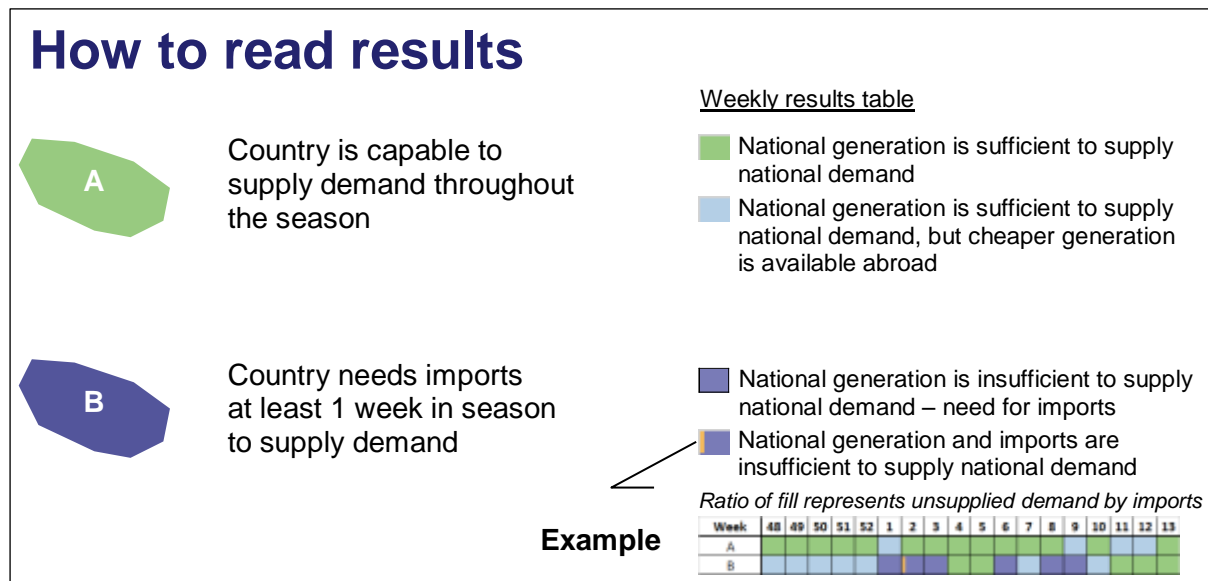 How to read results
Weekly results table
A
Country is capable to
supply demand throughout
the season
National generation is sufficient to supply
national demand
National generation is sufficient to supply
national demand, but cheaper generation
is available abroad
B
Country needs imports
at least 1 week in season
to supply demand
National generation is insufficient to supply
national demand – need for imports
National generation and imports are
insufficient to supply national demand
Ratio of fill represents unsupplied demand by imports
Example
Week 48 49 50 51 52 1 2 3 4 5 6 7 8 9 10 11 12 13
A
B